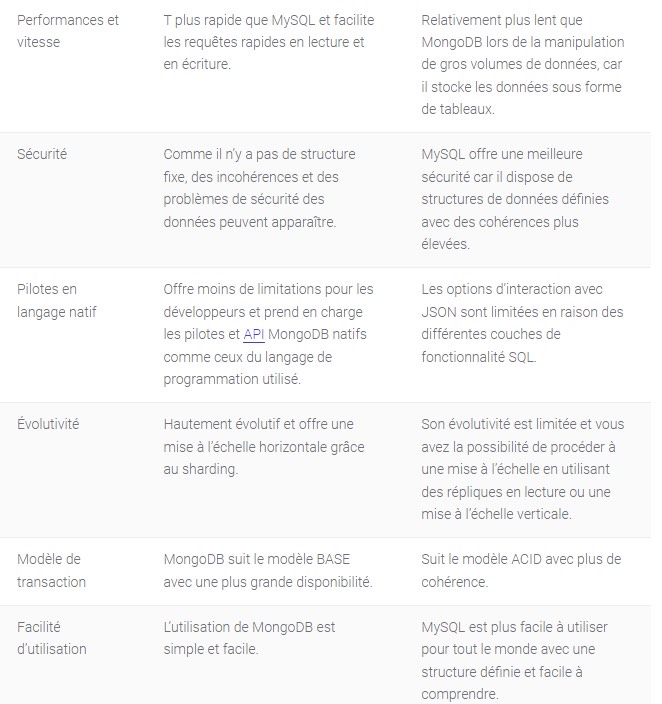 Performances et
vitesse
T plus rapide que MySQL et facilite
les requêtes rapides en lecture et
en écriture.
Relativement plus lent que
MongoDB lors de la manipulation
de gros volumes de données, car
il stocke les données sous forme
de tableaux.
Sécurité
Comme il n’y a pas de structure
fixe, des incohérences et des
problèmes de sécurité des
données peuvent apparaître.
MySQL offre une meilleure
sécurité car il dispose de
structures de données définies
avec des cohérences plus
élevées.
Pilotes en
langage natif
Offre moins de limitations pour les
développeurs et prend en charge
les pilotes et API MongoDB natifs
comme ceux du langage de
programmation utilisé.
Les options d’interaction avec
JSON sont limitées en raison des
différentes couches de
fonctionnalité SQL.
Évolutivité
Hautement évolutif et offre une
mise à l’échelle horizontale grâce
au sharding.
Son évolutivité est limitée et vous
avez la possibilité de procéder à
une mise à l’échelle en utilisant
des répliques en lecture ou une
mise à l’échelle verticale.
Modèle de
transaction
MongoDB suit le modèle BASE
avec une plus grande disponibilité.
Suit le modèle ACID avec plus de
cohérence.
Facilité
d’utilisation
L’utilisation de MongoDB est
simple et facile.
MySQL est plus facile à utiliser
pour tout le monde avec une
structure définie et facile à
comprendre.